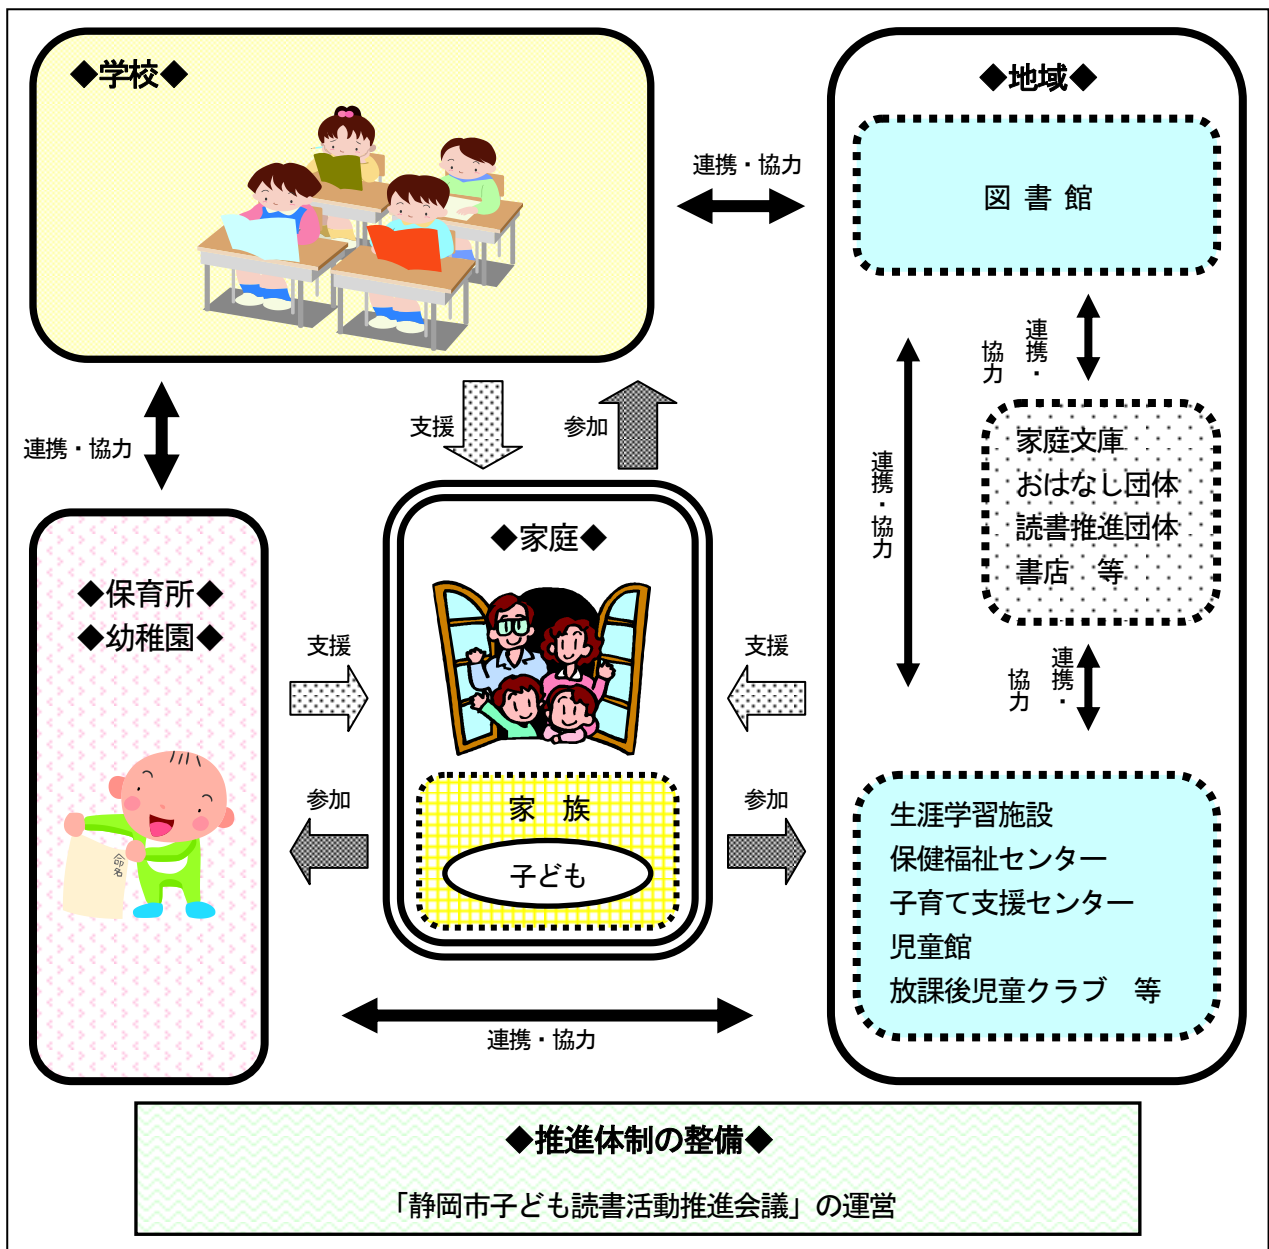 ◆学校◆
◆地域◆
図書館
連携・協力
連携・協力
家庭文庫
おはなし団体
読書推進団体
書店　等
連携・協力
連携・協力
生涯学習施設
保健福祉センター
子育て支援センター
児童館
放課後児童クラブ　等
連携・協力
支援
参加
◆保育所◆
◆幼稚園◆
命名
支援
参加
◆家庭◆
家　族
子ども
支援
参加
連携・協力
◆推進体制の整備◆
「静岡市子ども読書活動推進会議」の運営